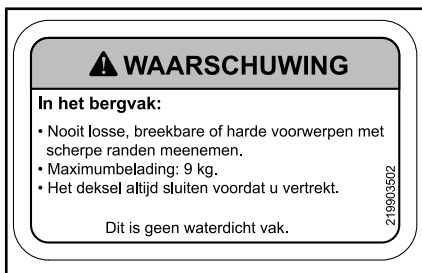 WAARSCHUWING
In het bergvak:
• Nooit losse, breekbare of harde voorwerpen met
scherpe randen meenemen.
• Maximumbelading: 9 kg.
• Het deksel altijd sluiten voordat u vertrekt.
Dit is geen waterdicht vak.
219903502